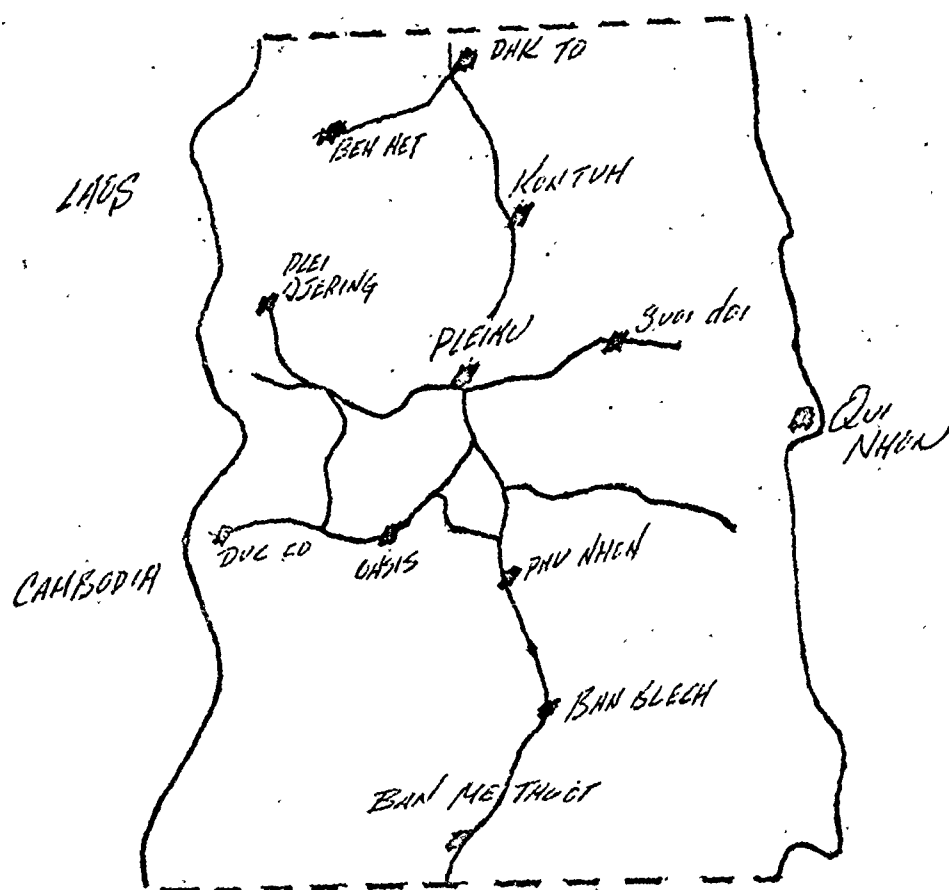 DAK TO
BEN HET
LAOS
KONTUM
PLEI
DJERING
PLEIKU
SUOI doi
QUI
NHON
DUC CO
OASIS
CAMBODIA
PHU NHON
BAN BLECH
BAN ME THUOT